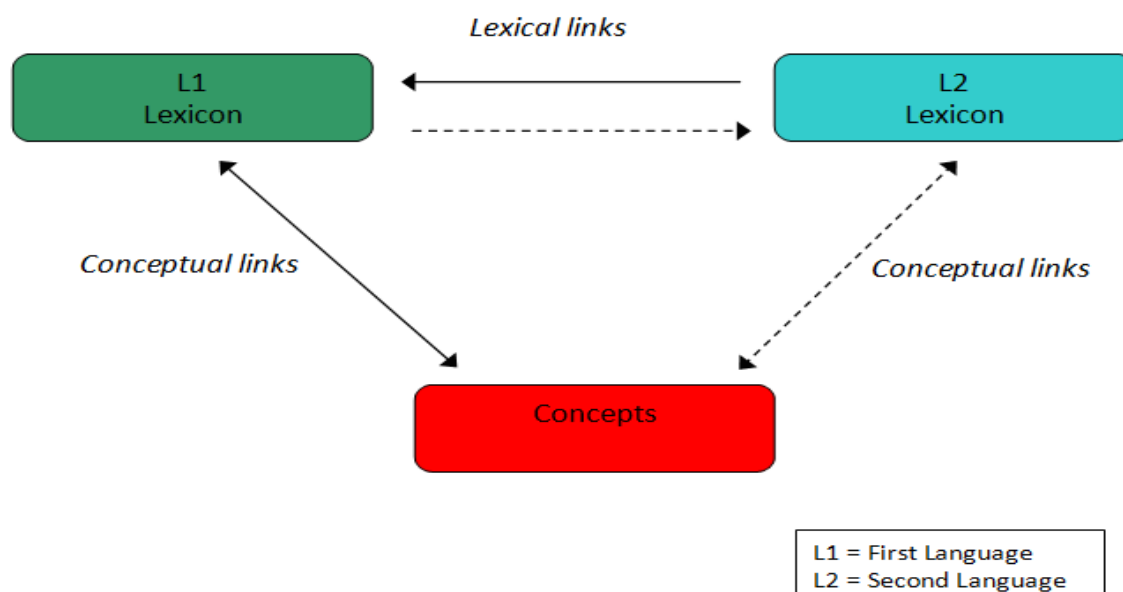 Lexical links
L1
Lexicon
L2
Lexicon
Conceptual links
Conceptual links
Concepts
L1 = First Language
L2 = Second Language